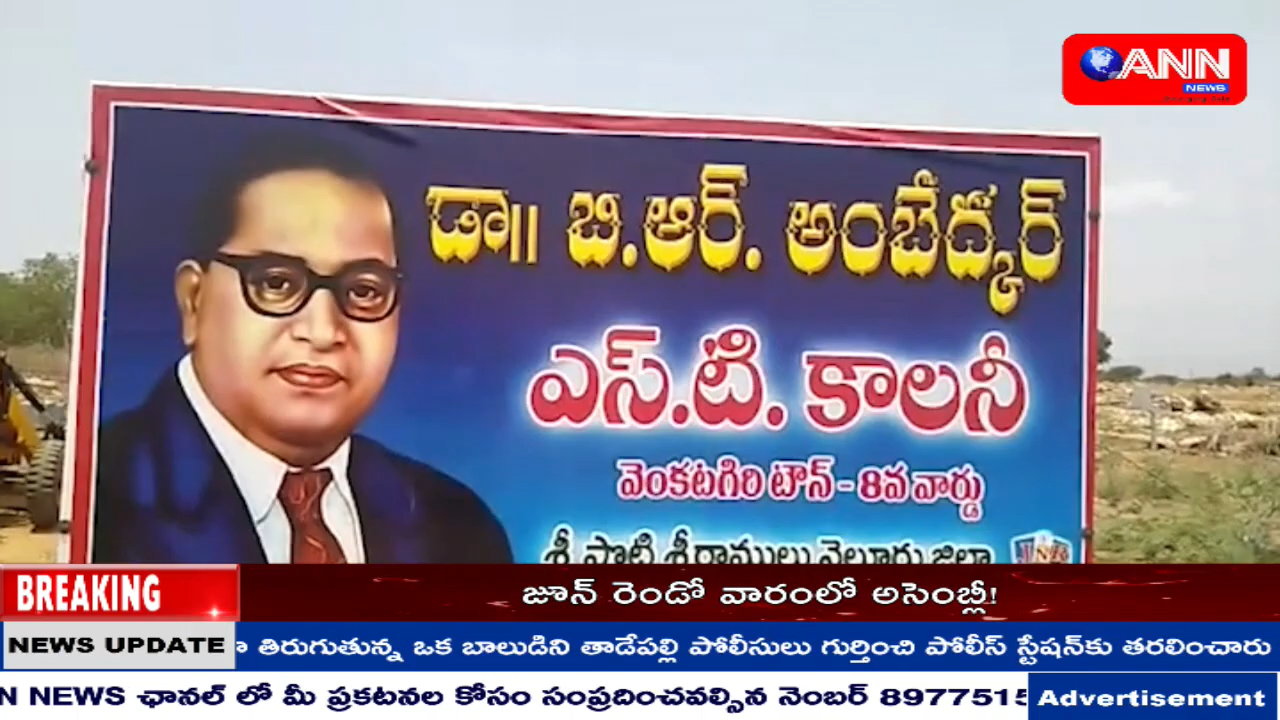 ANN
NEWS
డా|| బి.ఆర్. అంబేద్కర్
ఎస్.టి. కాలనీ
వెంకటగిరి టౌన్ - 8వ వార్డు
శ్రీ పొట్టి శ్రీరాములు నెల్లూరు జిల్లా
BREAKING
జూన్ రెండో వారంలో అసెంబ్లీ!
NEWS UPDATE
తిరుగుతున్న ఒక బాలుడిని తాడేపల్లి పోలీసులు గుర్తించి పోలీస్ స్టేషన్‌కు తరలించారు
N NEWS ఛానల్ లో మీ ప్రకటనల కోసం సంప్రదించవల్సిన నెంబర్ 8977515
Advertisement